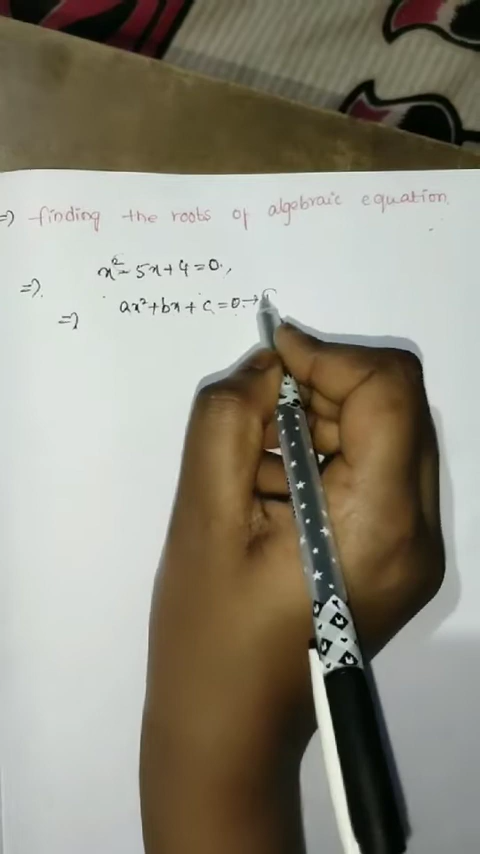 =) finding the roots of algebraic equation.
=) x² - 5x + 4 = 0.,
=) ax² + bx + c = 0. →